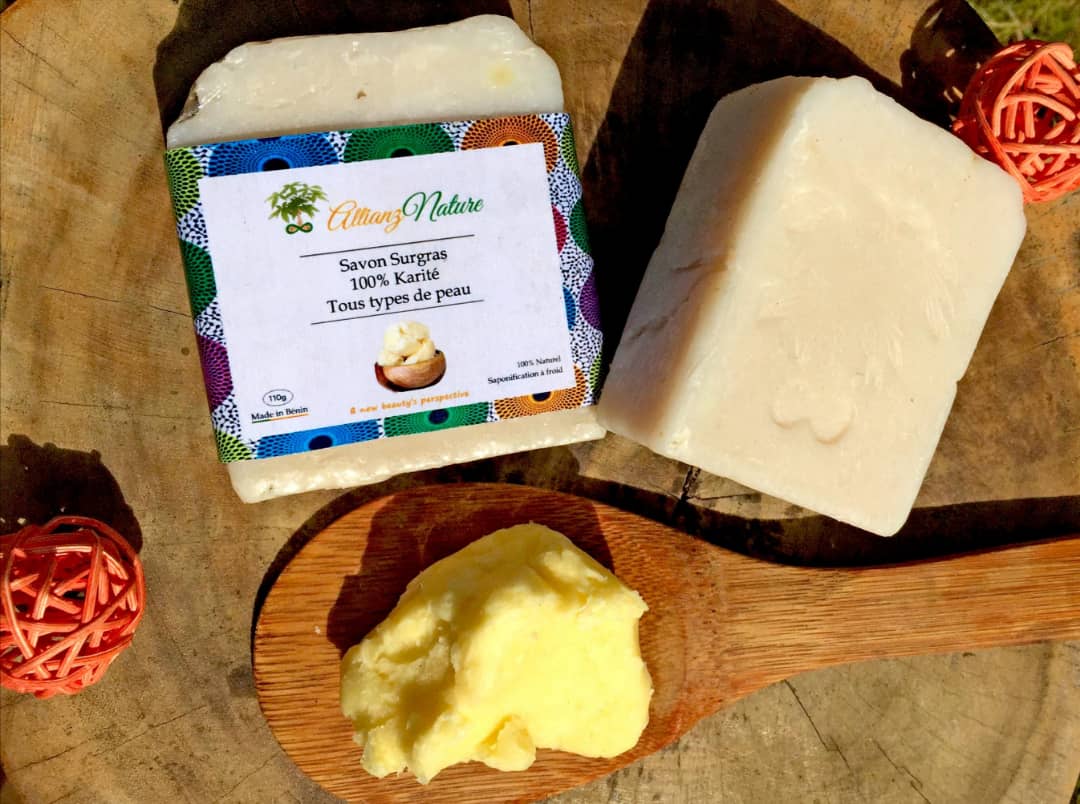 AllianzNature
Savon Surgras
100% Karité
Tous types de peau
100% Naturel
Saponification à froid
110g
Made in Bénin
A new beauty's perspective